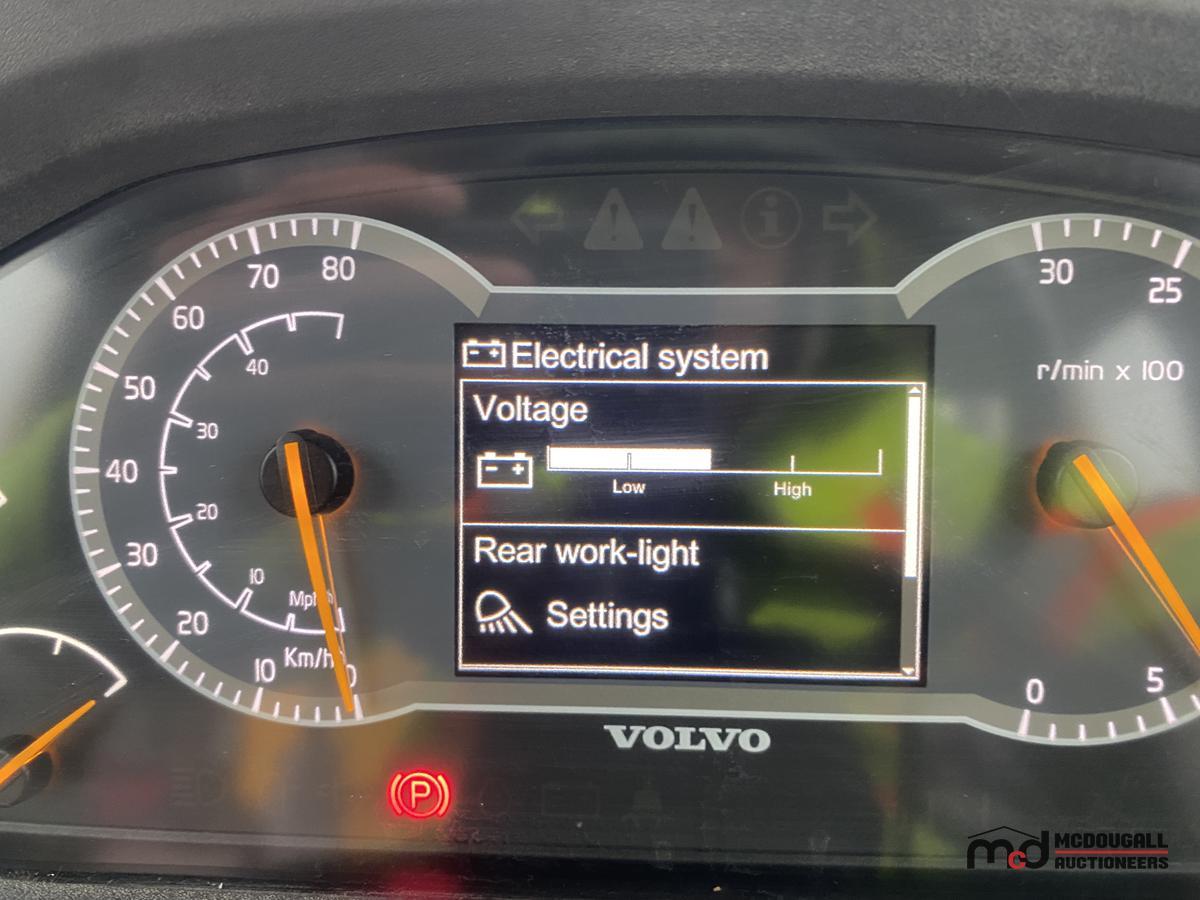 Electrical system
Voltage
Low High
Rear work-light
Settings
VOLVO
80
70
60
50
40
30
20
10
Km/h
40
30
20
10
30
25
r/min x 100
0
5
P
McD MCDOUGALL
AUCTIONEERS